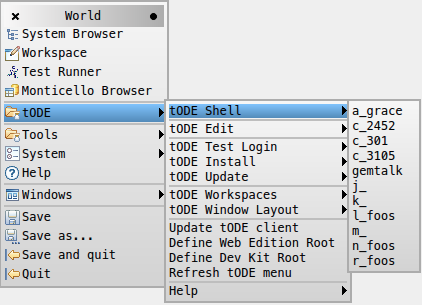 World
System Browser
Workspace
Test Runner
Monticello Browser
tODE
Tools
System
Help
Windows
Save
Save as...
Save and quit
Quit
tODE Shell
tODE Edit
tODE Test Login
tODE Install
tODE Update
tODE Workspaces
tODE Window Layout
Update tODE client
Define Web Edition Root
Define Dev Kit Root
Refresh tODE menu
Help
a_grace
c_2452
c_301
c_3105
gemtalk
j_
k_
l_foos
m_
n_foos
r_foos